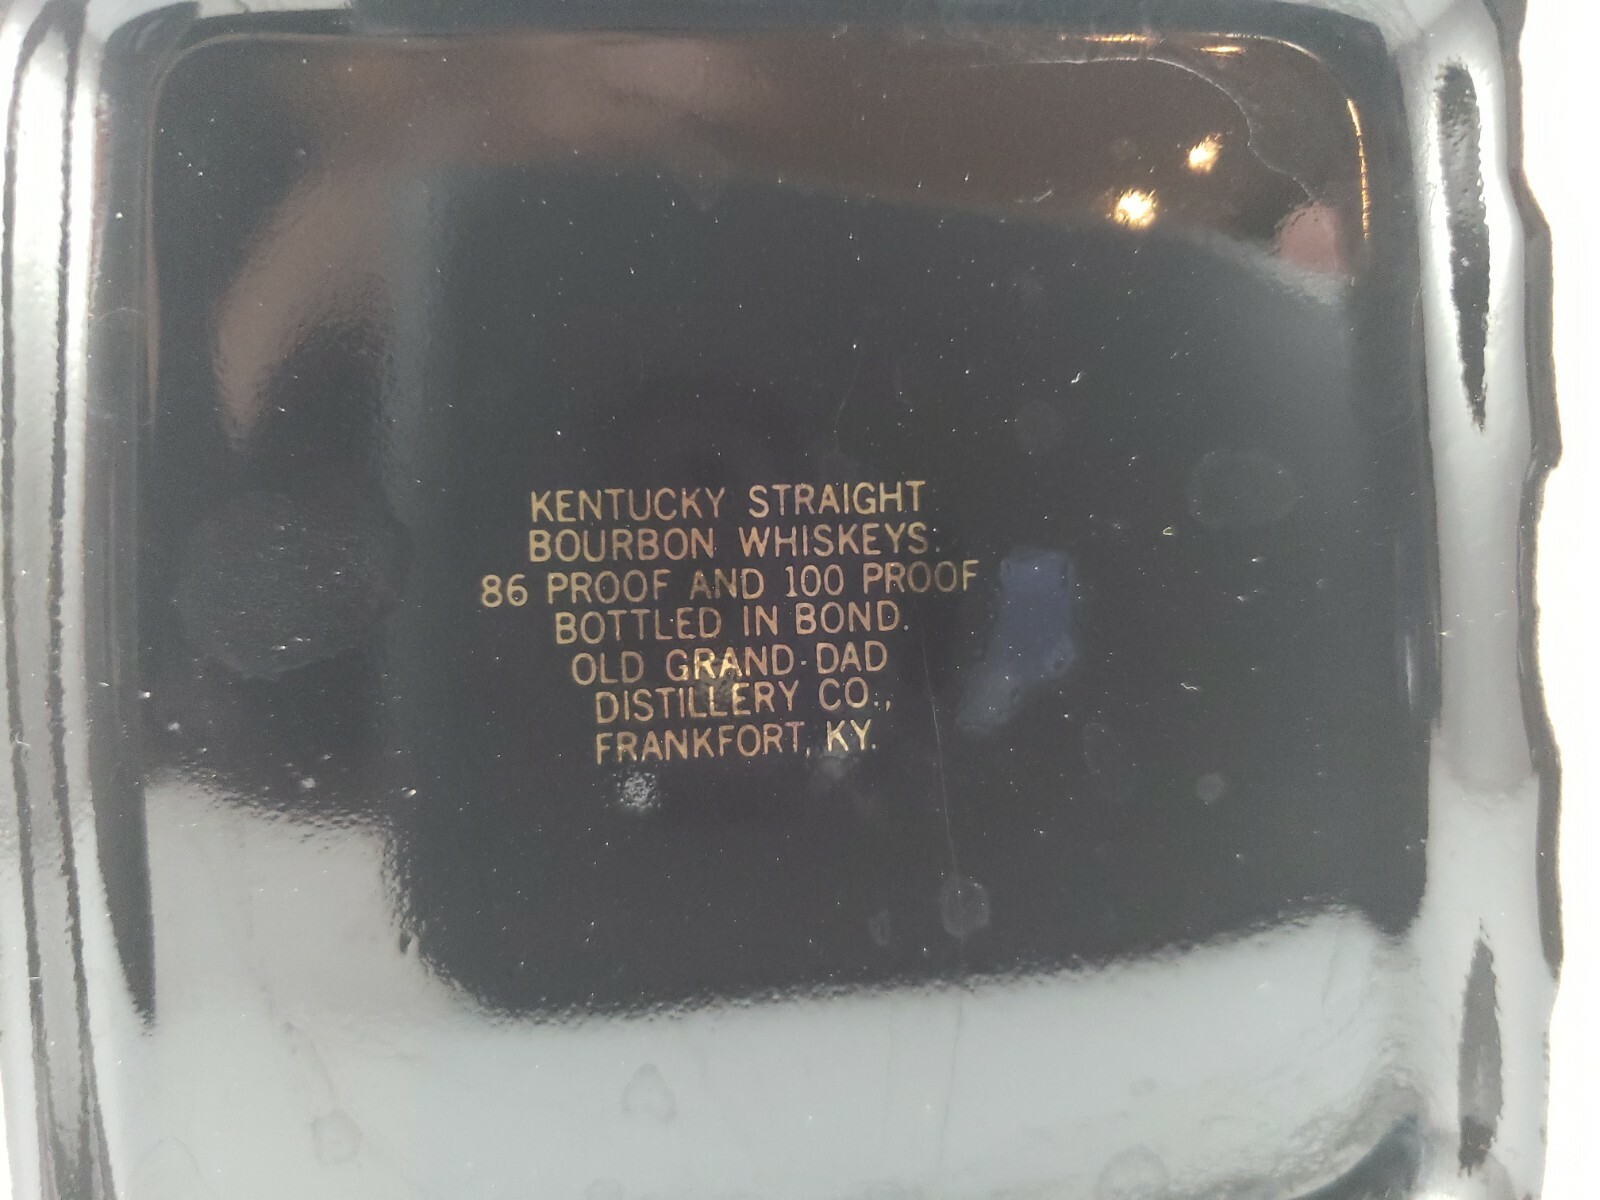 KENTUCKY STRAIGHT
BOURBON WHISKEYS.
86 PROOF AND 100 PROOF
BOTTLED IN BOND.
OLD GRAND-DAD
DISTILLERY CO.,
FRANKFORT, KY.